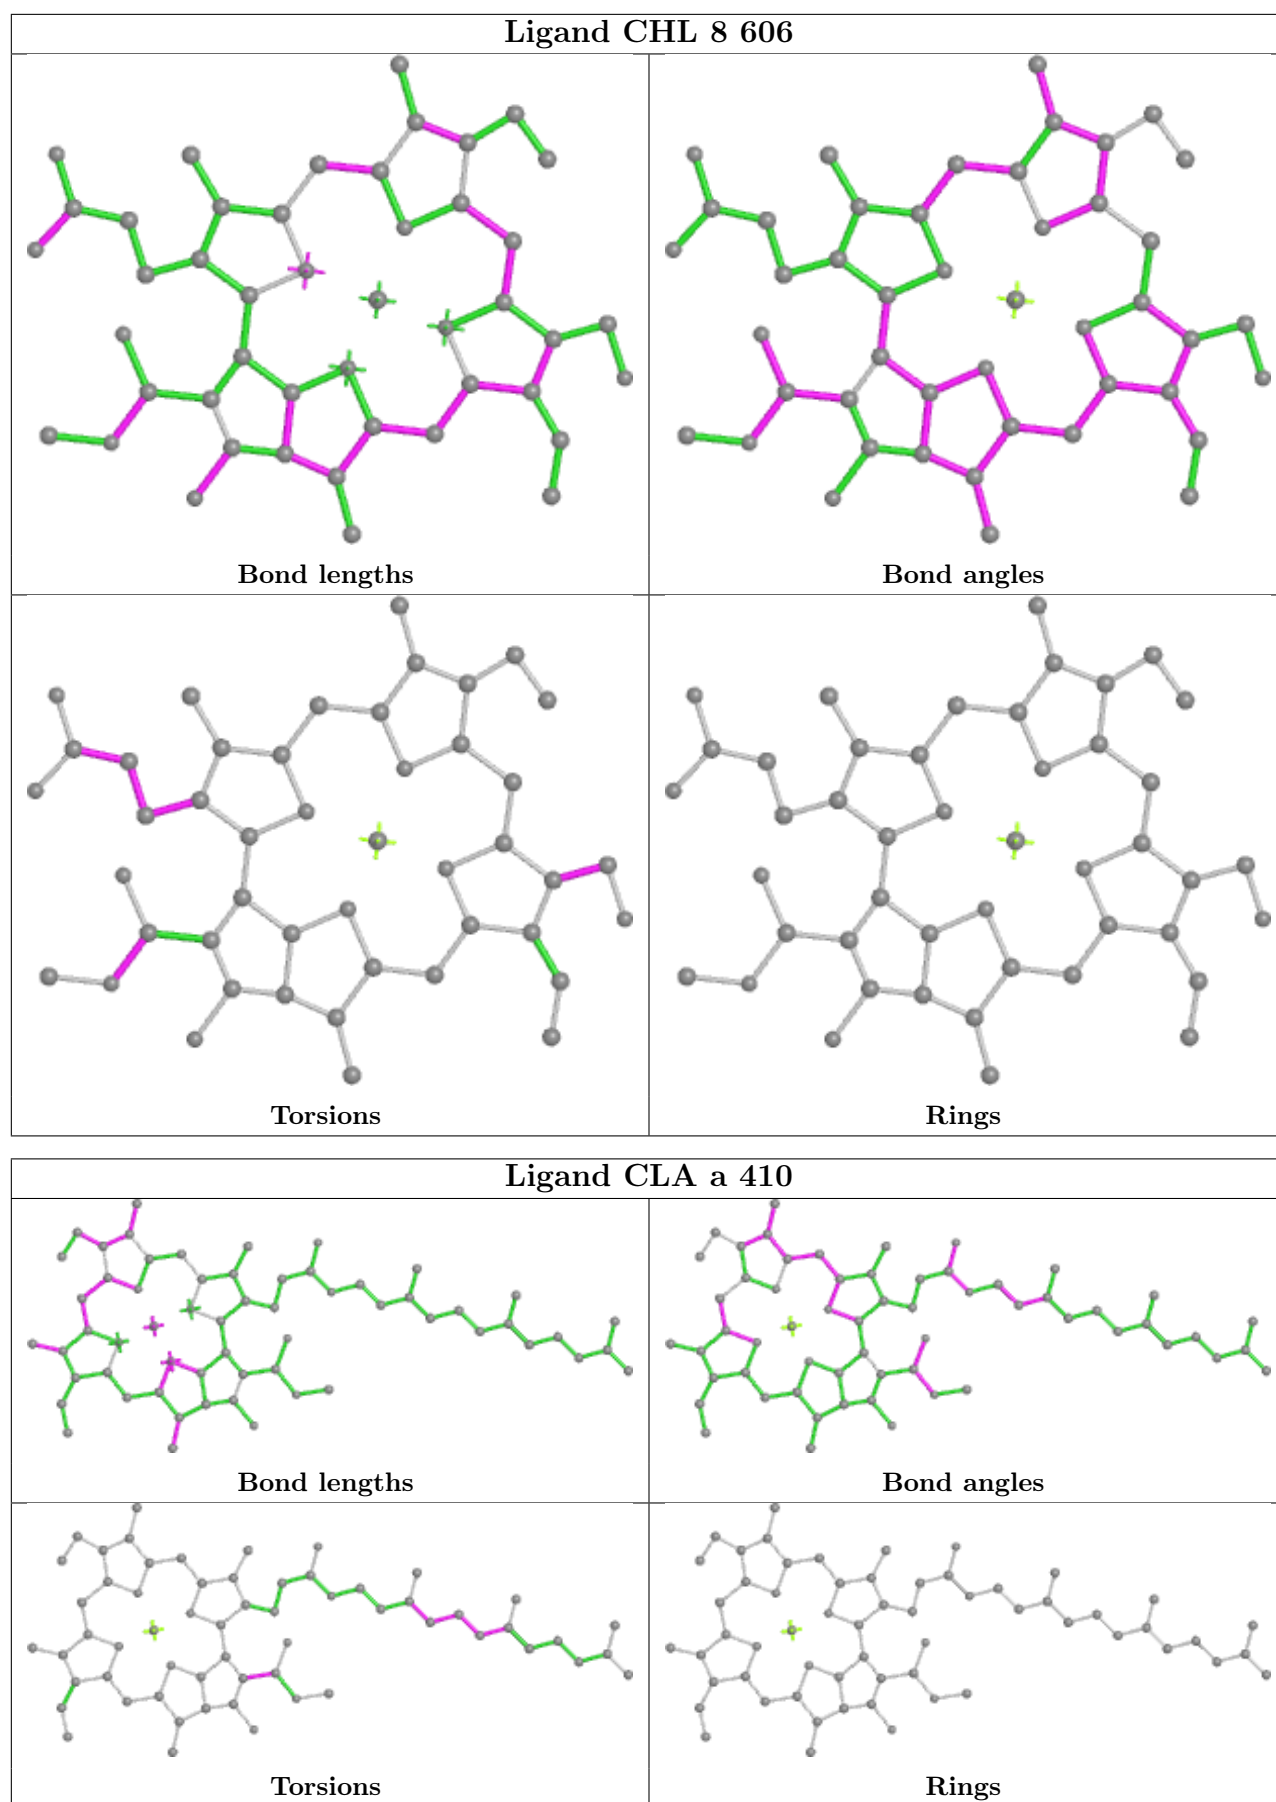 Ligand CHL 8 606
Bond lengths
Bond angles
Torsions
Rings
Ligand CLA a 410
Bond lengths
Bond angles
Torsions
Rings